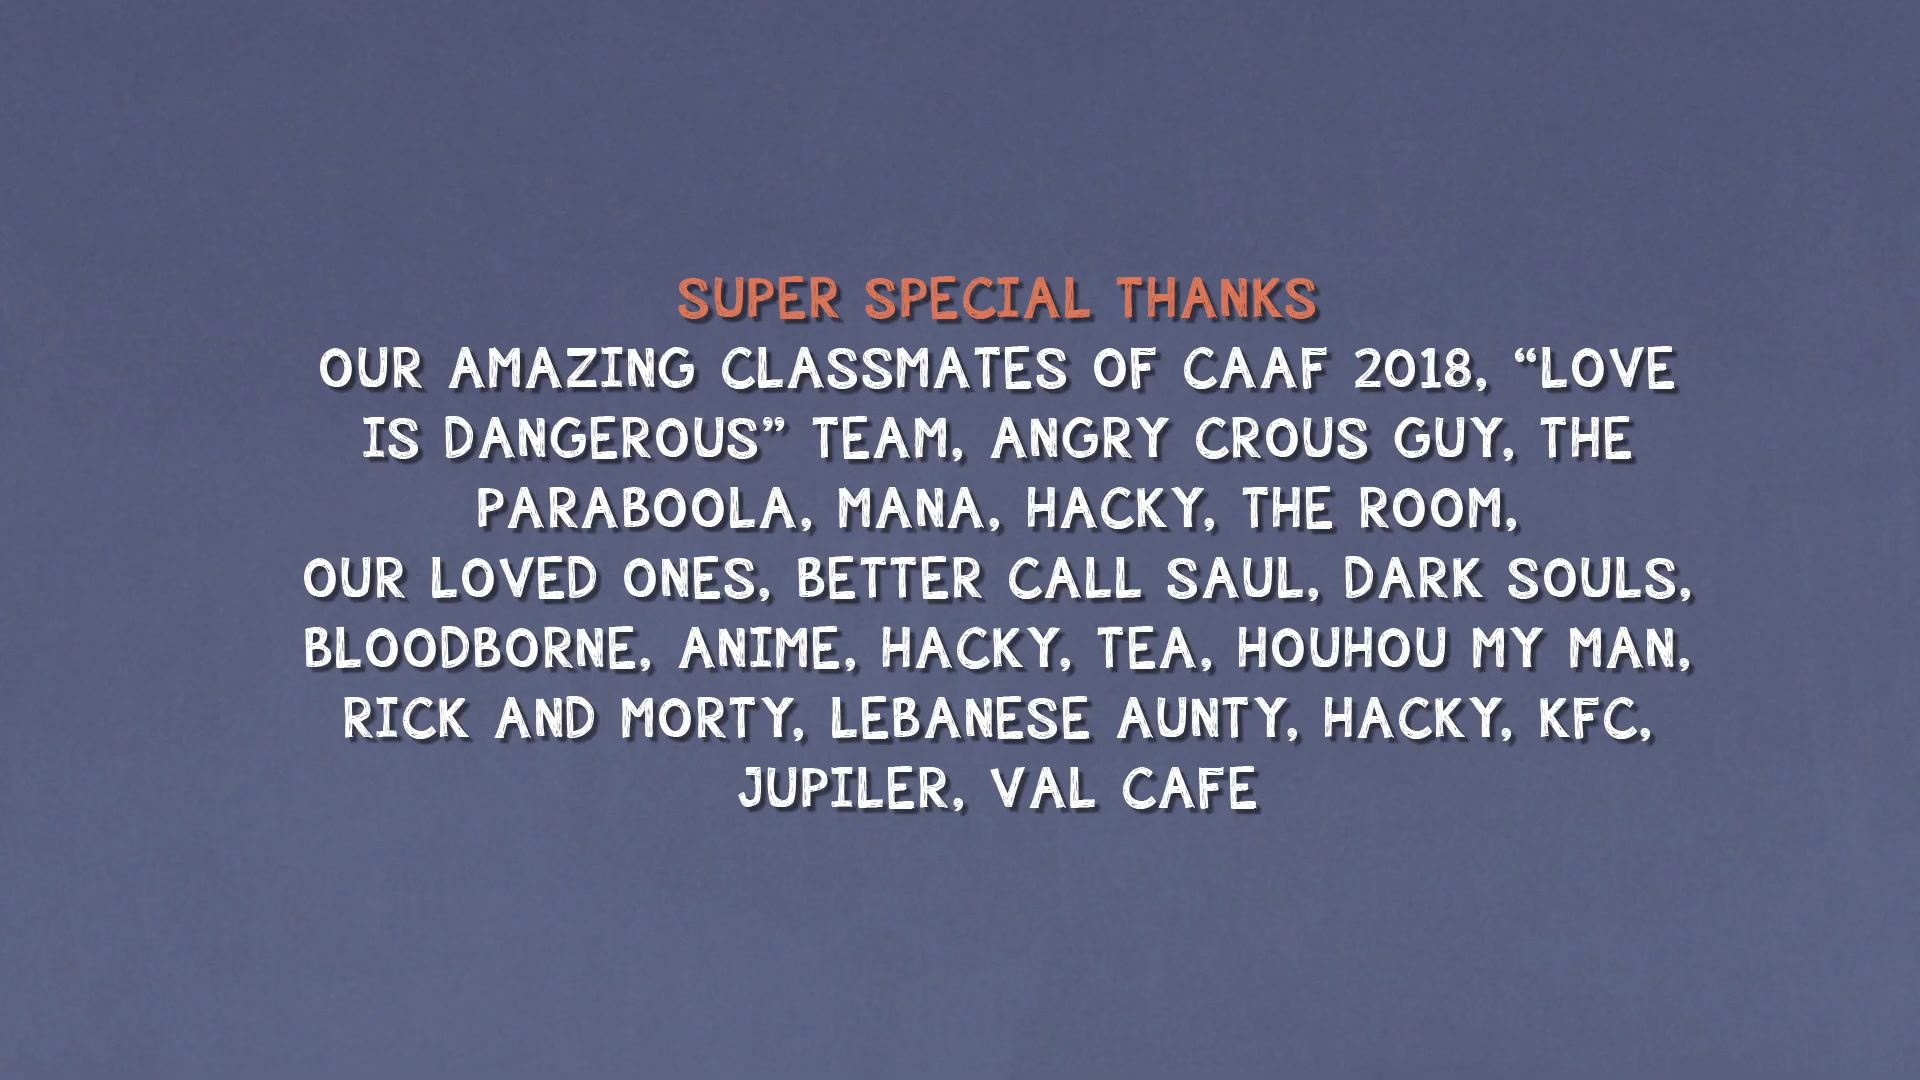 SUPER SPECIAL THANKS
OUR AMAZING CLASSMATES OF CAAF 2018, “LOVE
IS DANGEROUS” TEAM, ANGRY CROUS GUY, THE
PARABOOLA, MANA, HACKY, THE ROOM,
OUR LOVED ONES, BETTER CALL SAUL, DARK SOULS,
BLOODBORNE, ANIME, HACKY, TEA, HOUHOU MY MAN,
RICK AND MORTY, LEBANESE AUNTY, HACKY, KFC,
JUPILER, VAL CAFE